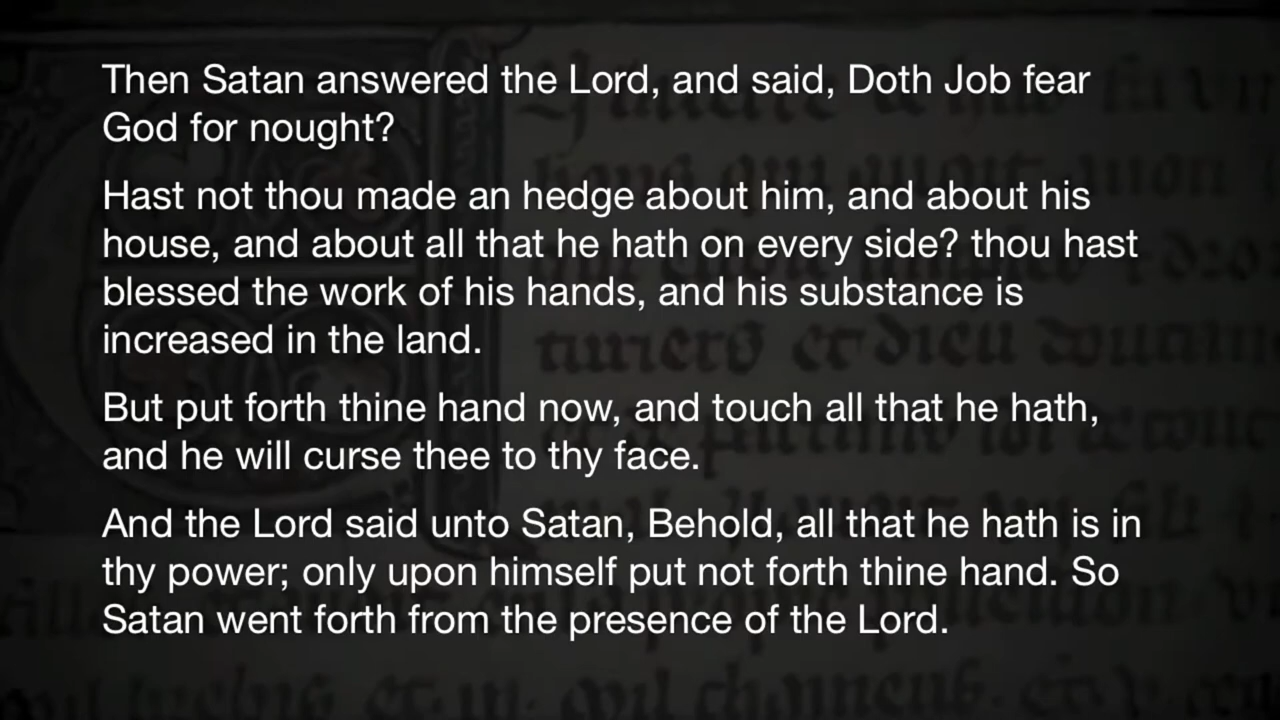 Then Satan answered the Lord, and said, Doth Job fear
God for nought?
Hast not thou made an hedge about him, and about his
house, and about all that he hath on every side? thou hast
blessed the work of his hands, and his substance is
increased in the land.
But put forth thine hand now, and touch all that he hath,
and he will curse thee to thy face.
And the Lord said unto Satan, Behold, all that he hath is in
thy power; only upon himself put not forth thine hand. So
Satan went forth from the presence of the Lord.